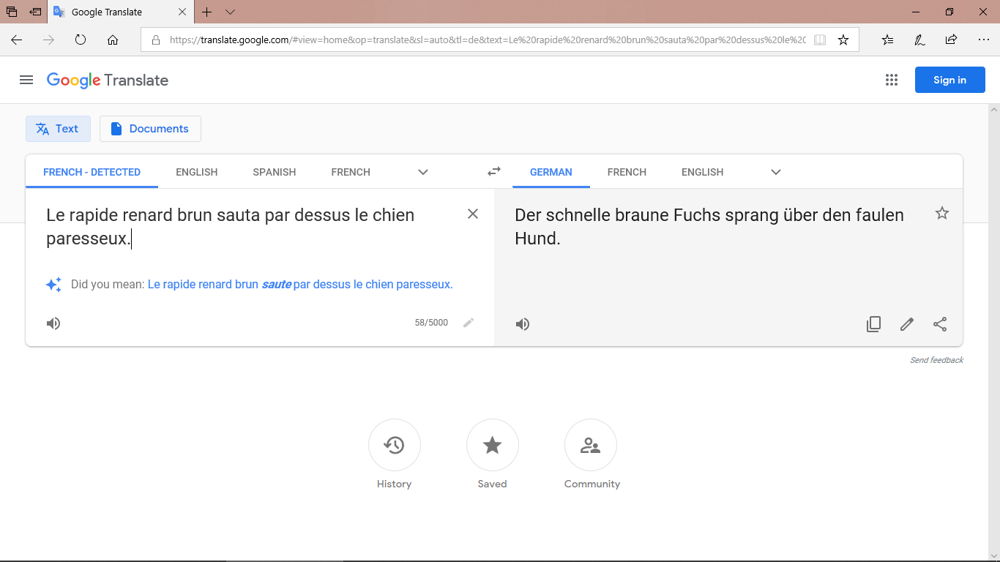 Google Translate
https://translate.google.com/#view=home&op=translate&sl=auto&tl=de&text=Le%20rapide%20renard%20brun%20sauta%20par%20dessus%20le%20c
Google Translate
Sign in
Text
Documents
FRENCH - DETECTED ENGLISH SPANISH FRENCH
GERMAN FRENCH ENGLISH
Le rapide renard brun sauta par dessus le chien
paresseux.
Did you mean: Le rapide renard brun saute par dessus le chien paresseux.
58/5000
Der schnelle braune Fuchs sprang über den faulen
Hund.
Send feedback
History
Saved
Community